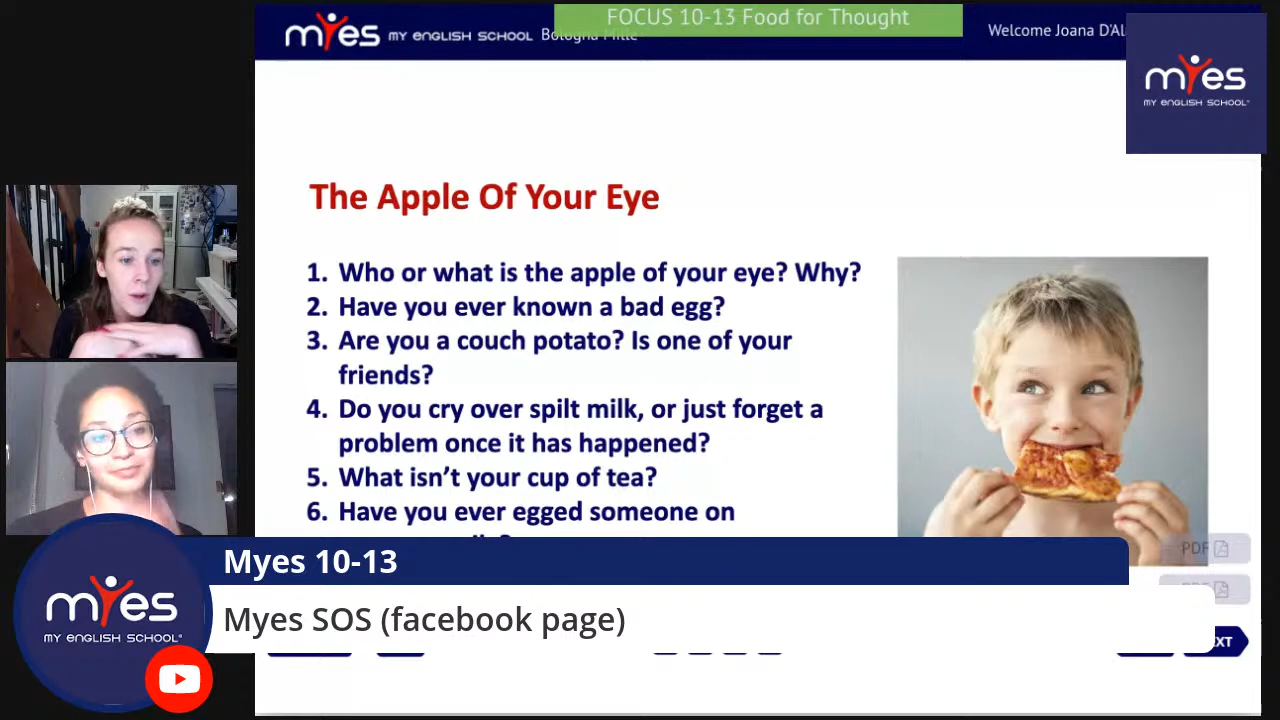 FOCUS 10-13 Food for Thought
myes MY ENGLISH SCHOOL Bologna Mille
Welcome Joana
myes
MY ENGLISH SCHOOL
The Apple Of Your Eye
1. Who or what is the apple of your eye? Why?
2. Have you ever known a bad egg?
3. Are you a couch potato? Is one of your
friends?
4. Do you cry over spilt milk, or just forget a
problem once it has happened?
5. What isn't your cup of tea?
6. Have you ever egged someone on
PDF
Myes 10-13
Myes SOS (facebook page)
myes
MY ENGLISH SCHOOL